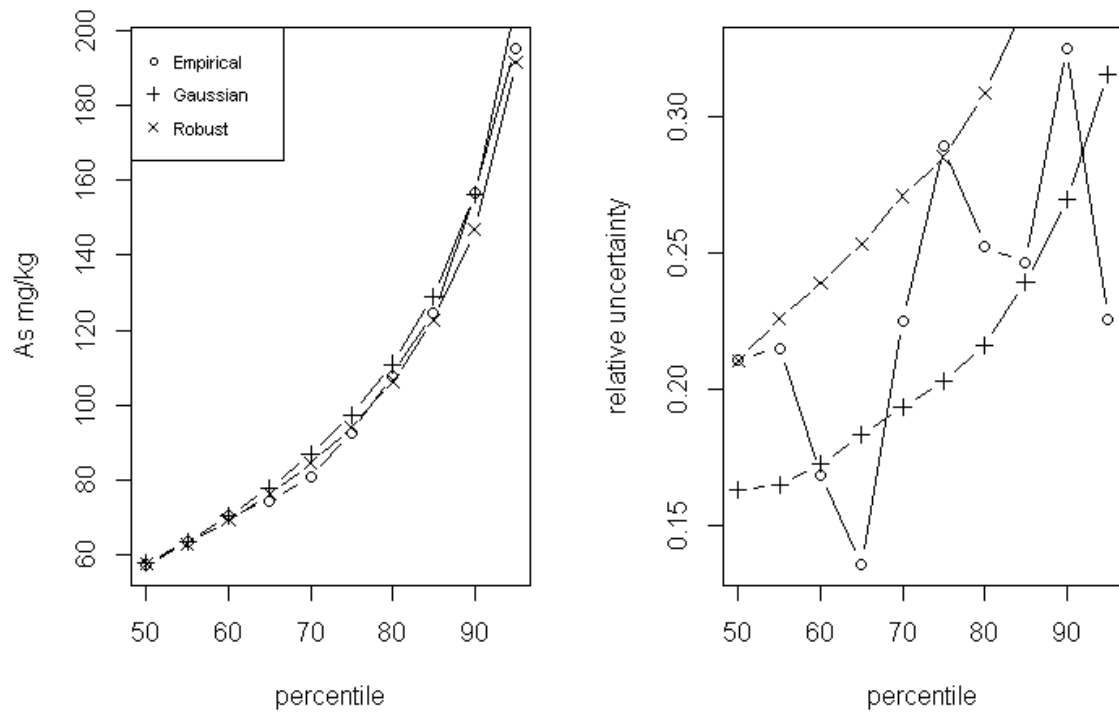 As mg/kg
200
180
160
140
120
100
80
60
Empirical
Gaussian
Robust
50 60 70 80 90
percentile
relative uncertainty
0.30
0.25
0.20
0.15
50 60 70 80 90
percentile